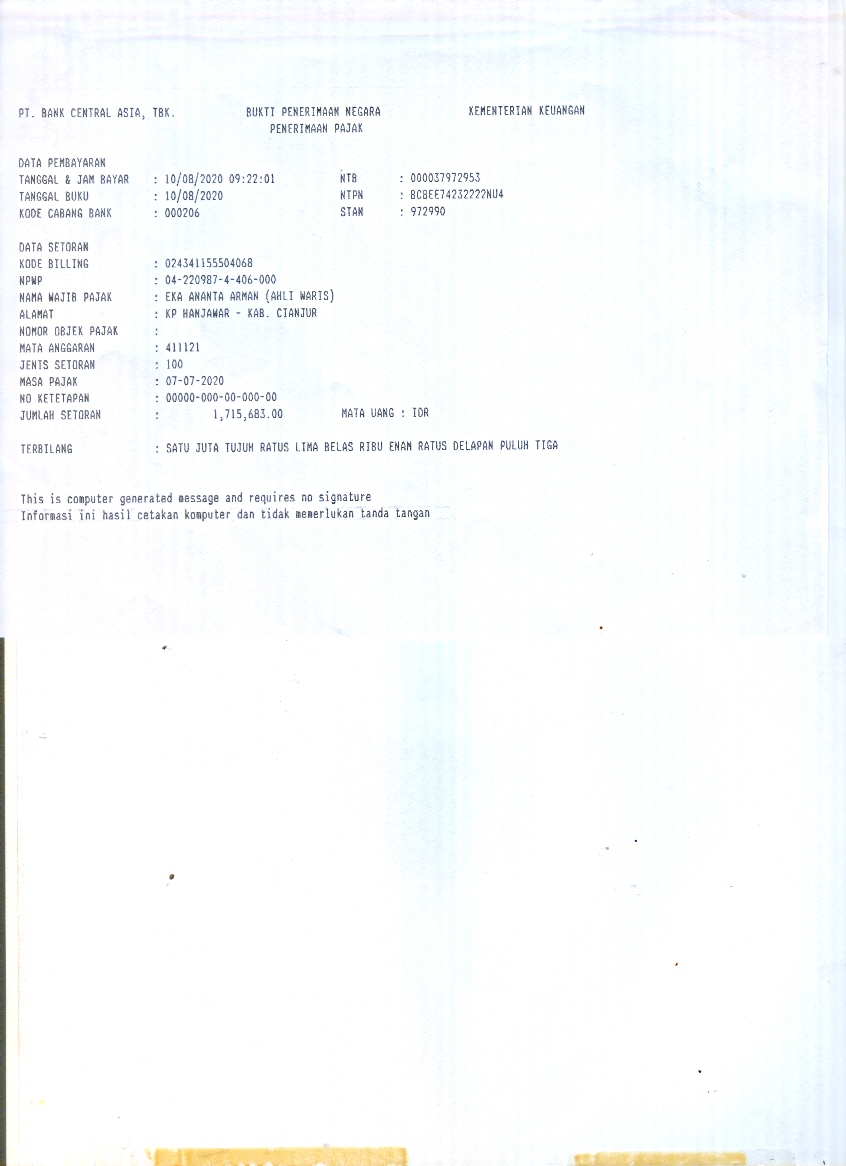 PT. BANK CENTRAL ASIA, TBK. BUKTI PENERIMAAN NEGARA KEMENTERIAN KEUANGAN
PENERIMAAN PAJAK
DATA PEMBAYARAN
TANGGAL & JAM BAYAR : 10/08/2020 09:22:01 NTB : 000037972953
TANGGAL BUKU : 10/08/2020 NTPN : BCBEE74232222NU4
KODE CABANG BANK : 000206 STAN : 972990
DATA SETORAN
KODE BILLING : 024341155504068
NPWP : 04-220987-4-406-000
NAMA WAJIB PAJAK : EKA ANANTA ARMAN (AHLI WARIS)
ALAMAT : KP HANJAWAR - KAB. CIANJUR
NOMOR OBJEK PAJAK :
MATA ANGGARAN : 411121
JENIS SETORAN : 100
MASA PAJAK : 07-07-2020
NO KETETAPAN : 00000-000-00-000-00
JUMLAH SETORAN : 1,715,683.00 MATA UANG : IDR
TERBILANG : SATU JUTA TUJUH RATUS LIMA BELAS RIBU ENAM RATUS DELAPAN PULUH TIGA
This is computer generated message and requires no signature
Informasi ini hasil cetakan komputer dan tidak memerlukan tanda tangan